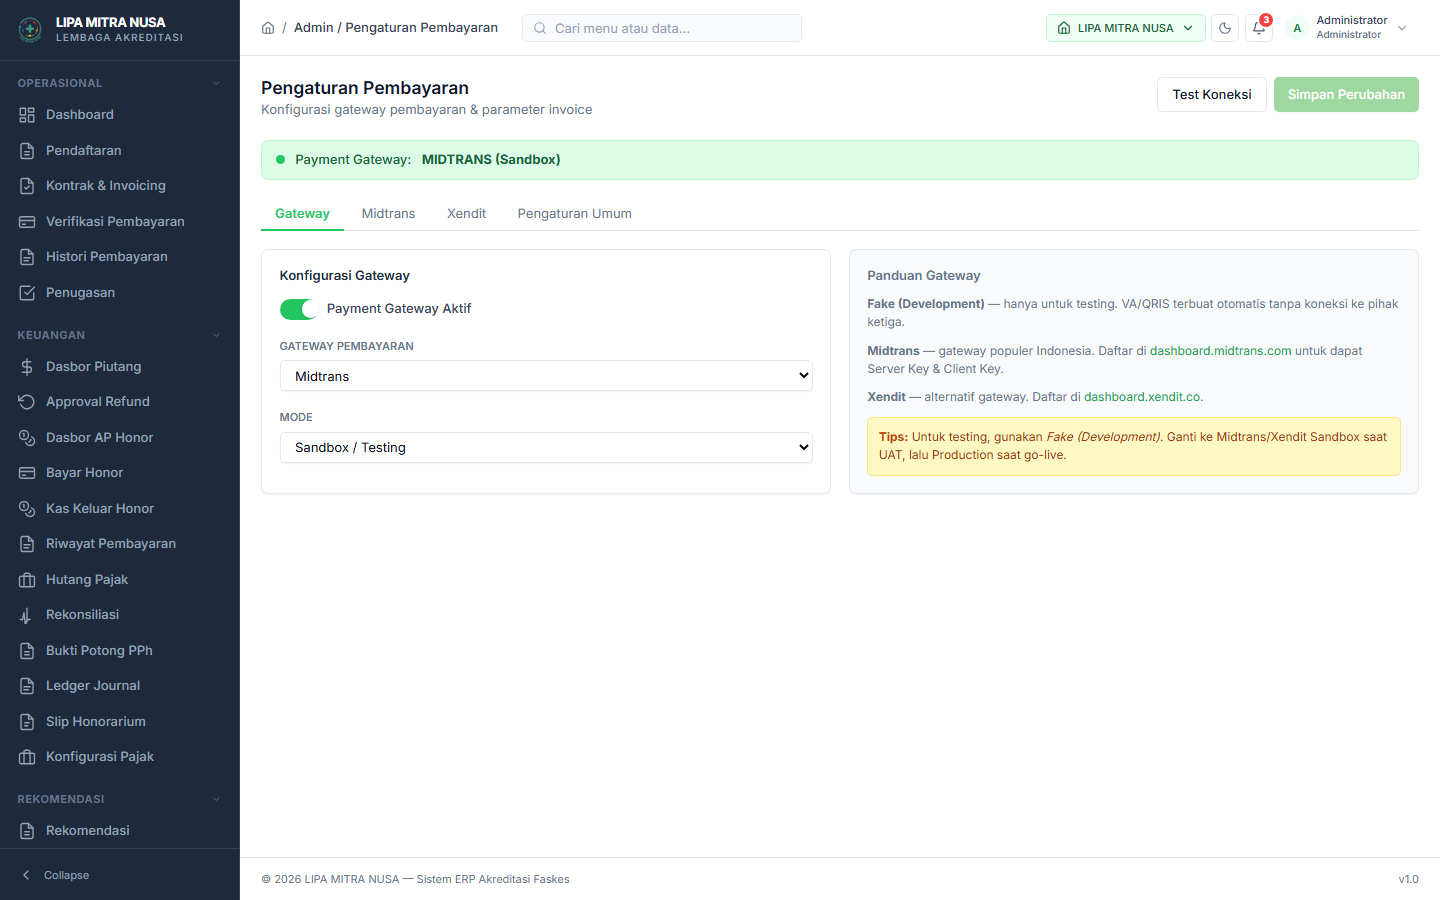 LIPA MITRA NUSA
LEMBAGA AKREDITASI
OPERASIONAL
Dashboard
Pendaftaran
Kontrak & Invoicing
Verifikasi Pembayaran
Histori Pembayaran
Penugasan
KEUANGAN
Dasbor Piutang
Approval Refund
Dasbor AP Honor
Bayar Honor
Kas Keluar Honor
Riwayat Pembayaran
Hutang Pajak
Rekonsiliasi
Bukti Potong PPh
Ledger Journal
Slip Honorarium
Konfigurasi Pajak
REKOMENDASI
Rekomendasi
Collapse
/ Admin / Pengaturan Pembayaran
Cari menu atau data...
LIPA MITRA NUSA
3
A
Administrator
Administrator
Pengaturan Pembayaran
Konfigurasi gateway pembayaran & parameter invoice
Test Koneksi
Simpan Perubahan
Payment Gateway: MIDTRANS (Sandbox)
Gateway Midtrans Xendit Pengaturan Umum
Konfigurasi Gateway
Payment Gateway Aktif
GATEWAY PEMBAYARAN
Midtrans
MODE
Sandbox / Testing
Panduan Gateway
Fake (Development) — hanya untuk testing. VA/QRIS terbuat otomatis tanpa koneksi ke pihak
ketiga.
Midtrans — gateway populer Indonesia. Daftar di dashboard.midtrans.com untuk dapat
Server Key & Client Key.
Xendit — alternatif gateway. Daftar di dashboard.xendit.co.
Tips: Untuk testing, gunakan Fake (Development). Ganti ke Midtrans/Xendit Sandbox saat
UAT, lalu Production saat go-live.
© 2026 LIPA MITRA NUSA — Sistem ERP Akreditasi Faskes
v1.0